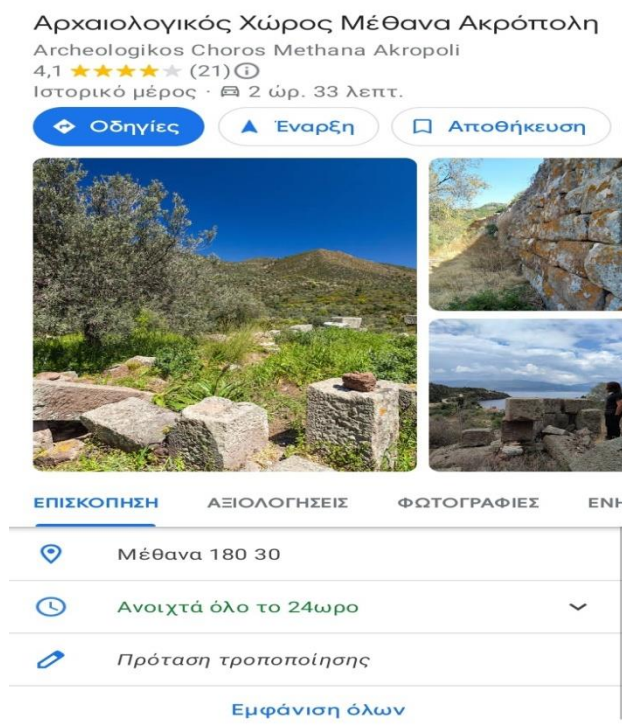 Αρχαιολογικός Χώρος Μέθανα Ακρόπολη
Archeologikos Choros Methana Akropoli
4,1 (21)
Ιστορικό μέρος · 2 ώρ. 33 λεπτ.
Οδηγίες Έναρξη Αποθήκευση
ΕΠΙΣΚΟΠΗΣΗ ΑΞΙΟΛΟΓΗΣΕΙΣ ΦΩΤΟΓΡΑΦΙΕΣ ΕΝΗ
Μέθανα 180 30
Ανοιχτά όλο το 24ωρο
Πρόταση τροποποίησης
Εμφάνιση όλων